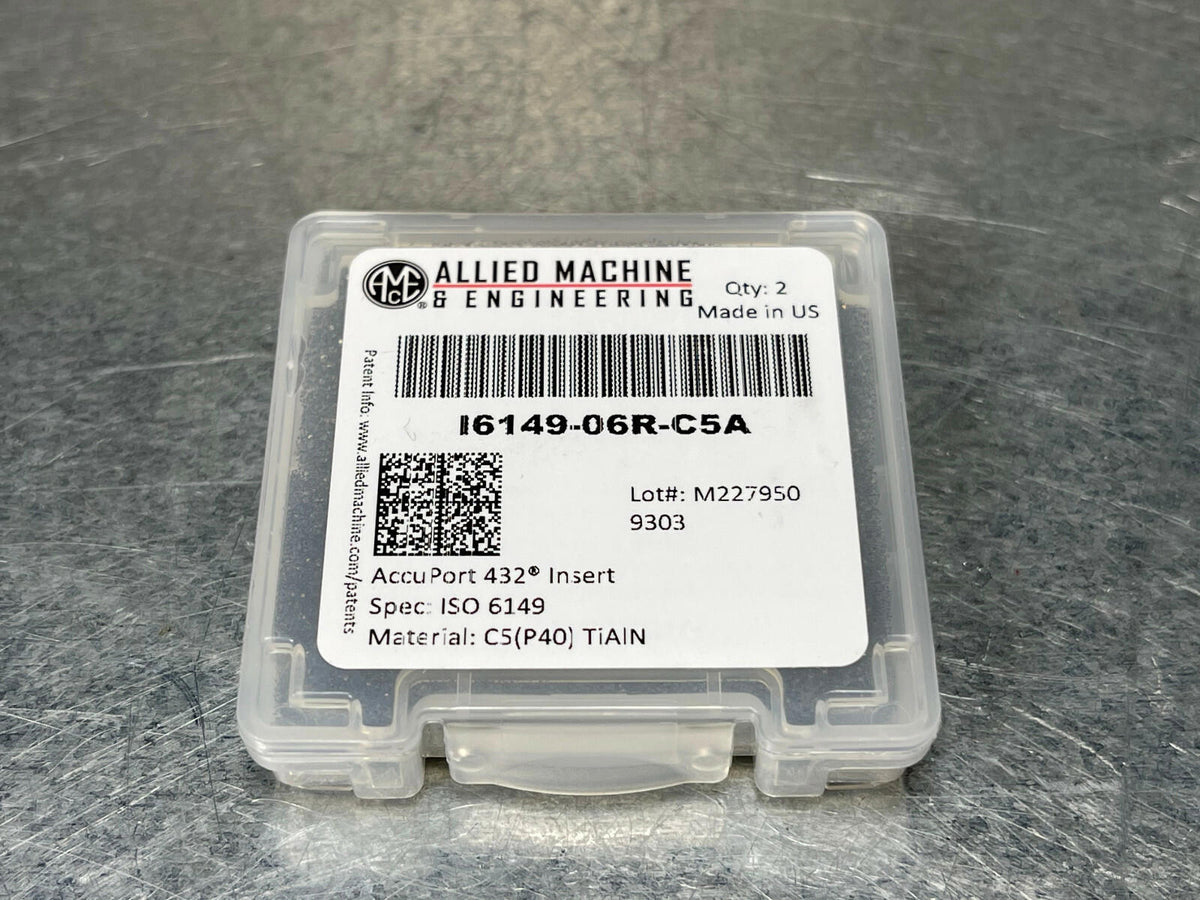 AMEC®
ALLIED MACHINE
& ENGINEERING
Qty: 2
Made in US
I6149-06R-C5A
Patent Info: www.alliedmachine.com/patents
Lot#: M227950
9303
AccuPort 432® Insert
Spec: ISO 6149
Material: C5(P40) TiAlN